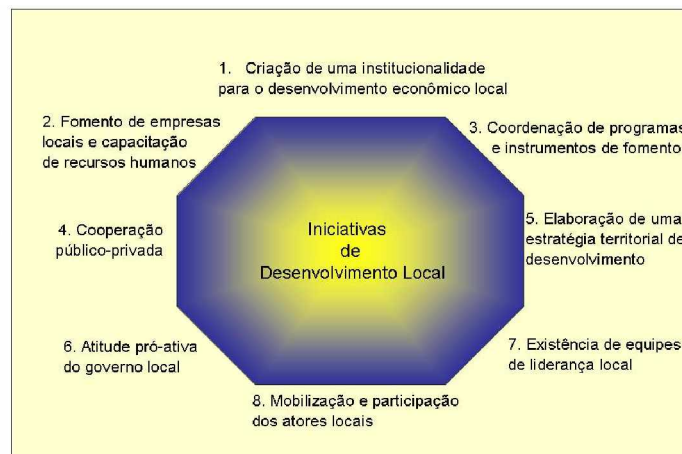 1. Criação de uma institucionalidade
para o desenvolvimento econômico local
2. Fomento de empresas
locais e capacitação
de recursos humanos
3. Coordenação de programas
e instrumentos de fomento
4. Cooperação
público-privada
Iniciativas
de
Desenvolvimento Local
5. Elaboração de uma
estratégia territorial de
desenvolvimento
6. Atitude pró-ativa
do governo local
7. Existência de equipes
de liderança local
8. Mobilização e participação
dos atores locais